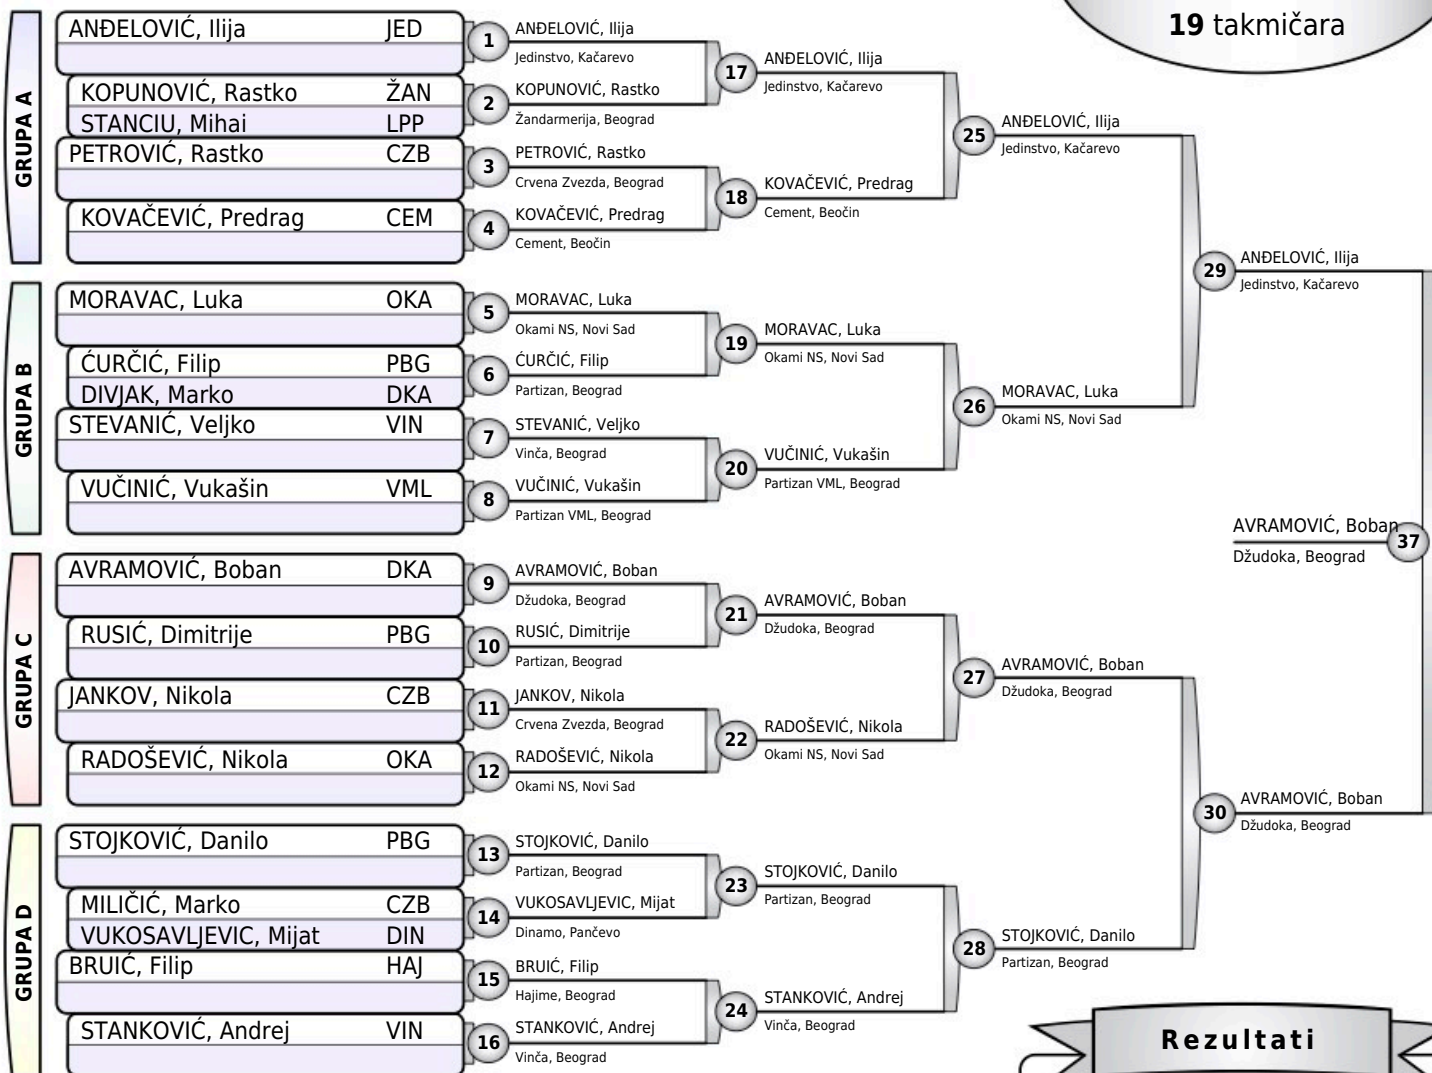 19 takmičara
GRUPA A
ANĐELOVIĆ, Ilija JED
KOPUNOVIĆ, Rastko ŽAN
STANCIU, Mihai LPP
PETROVIĆ, Rastko CZB
KOVAČEVIĆ, Predrag CEM
1
ANĐELOVIĆ, Ilija
Jedinstvo, Kačarevo
2
KOPUNOVIĆ, Rastko
Žandarmerija, Beograd
3
PETROVIĆ, Rastko
Crvena Zvezda, Beograd
4
KOVAČEVIĆ, Predrag
Cement, Beočin
17
ANĐELOVIĆ, Ilija
Jedinstvo, Kačarevo
18
KOVAČEVIĆ, Predrag
Cement, Beočin
25
ANĐELOVIĆ, Ilija
Jedinstvo, Kačarevo
GRUPA B
MORAVAC, Luka OKA
ĆURČIĆ, Filip PBG
DIVJAK, Marko DKA
STEVANIĆ, Veljko VIN
VUČINIĆ, Vukašin VML
5
MORAVAC, Luka
Okami NS, Novi Sad
6
ĆURČIĆ, Filip
Partizan, Beograd
7
STEVANIĆ, Veljko
Vinča, Beograd
8
VUČINIĆ, Vukašin
Partizan VML, Beograd
19
MORAVAC, Luka
Okami NS, Novi Sad
20
VUČINIĆ, Vukašin
Partizan VML, Beograd
26
MORAVAC, Luka
Okami NS, Novi Sad
29
ANĐELOVIĆ, Ilija
Jedinstvo, Kačarevo
AVRAMOVIĆ, Boban
Džudoka, Beograd
37
GRUPA C
AVRAMOVIĆ, Boban DKA
RUSIĆ, Dimitrije PBG
JANKOV, Nikola CZB
RADOŠEVIĆ, Nikola OKA
9
AVRAMOVIĆ, Boban
Džudoka, Beograd
10
RUSIĆ, Dimitrije
Partizan, Beograd
11
JANKOV, Nikola
Crvena Zvezda, Beograd
12
RADOŠEVIĆ, Nikola
Okami NS, Novi Sad
21
AVRAMOVIĆ, Boban
Džudoka, Beograd
22
RADOŠEVIĆ, Nikola
Okami NS, Novi Sad
27
AVRAMOVIĆ, Boban
Džudoka, Beograd
30
AVRAMOVIĆ, Boban
Džudoka, Beograd
GRUPA D
STOJKOVIĆ, Danilo PBG
MILIČIĆ, Marko CZB
VUKOSAVLJEVIC, Mijat DIN
BRUIĆ, Filip HAJ
STANKOVIĆ, Andrej VIN
13
STOJKOVIĆ, Danilo
Partizan, Beograd
14
VUKOSAVLJEVIC, Mijat
Dinamo, Pančevo
15
BRUIĆ, Filip
Hajime, Beograd
16
STANKOVIĆ, Andrej
Vinča, Beograd
23
STOJKOVIĆ, Danilo
Partizan, Beograd
24
STANKOVIĆ, Andrej
Vinča, Beograd
28
STOJKOVIĆ, Danilo
Partizan, Beograd
Rezultati